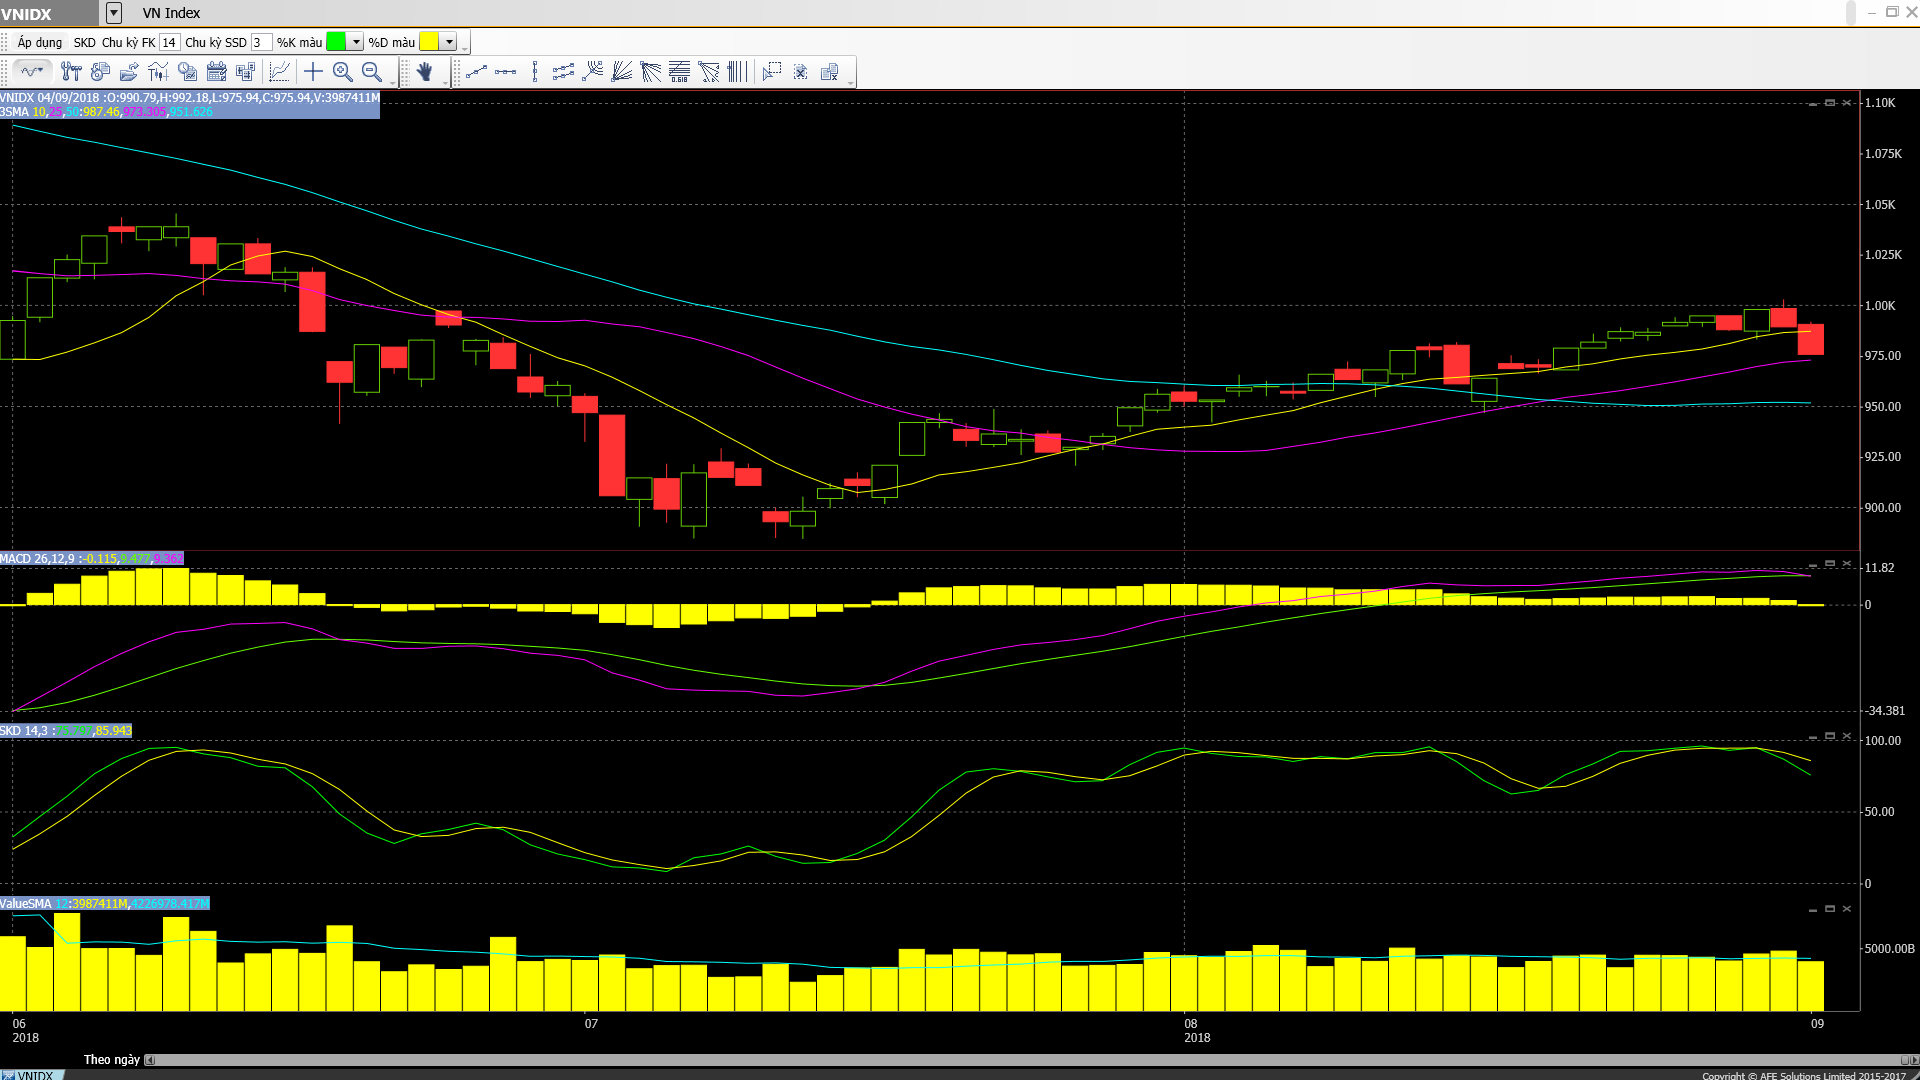 VNIDX VN Index
Áp dụng SKD Chu kỳ FK 14 Chu kỳ SSD 3 %K màu %D màu
0.618
VNIDX 04/09/2018 :O:990.79,H:992.18,L:975.94,C:975.94,V:3987411M
3SMA 10,25,50:987.46,973.305,951.626
1.10K
1.075K
1.05K
1.025K
1.00K
975.00
950.00
925.00
900.00
MACD 26,12,9 :-0.115,9.477,9.362
11.82
0
-34.381
SKD 14,3 : ,85.943
100.00
50.00
0
ValueSMA 12:3987411M,4226978.417M
5000.00B
06 07 08 09
2018 2018
Theo ngày
VNIDX
Copyright © AFE Solutions Limited 2015-2017